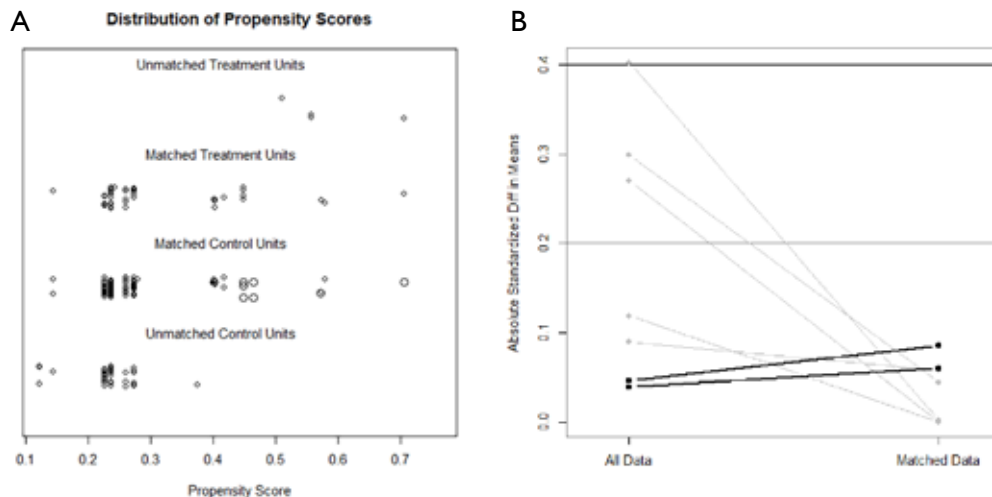 A
Distribution of Propensity Scores
Unmatched Treatment Units
Matched Treatment Units
Matched Control Units
Unmatched Control Units
0.1 0.2 0.3 0.4 0.5 0.6 0.7
Propensity Score
B
Absolute Standardized Diff in Means
0.4
0.3
0.2
0.1
0.0
All Data
Matched Data